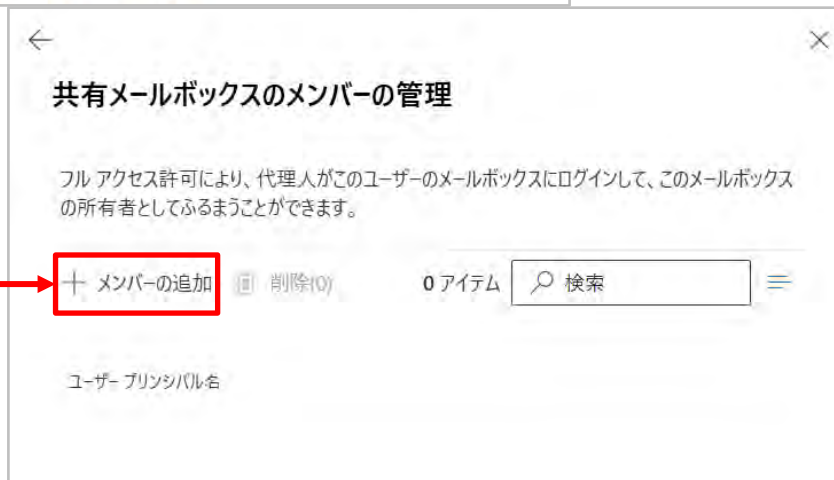 共有メールボックスのメンバーの管理
フル アクセス許可により、代理人がこのユーザーのメールボックスにログインして、このメールボックス
の所有者としてふるまうことができます。
メンバーの追加 削除(0) 0 アイテム 検索
ユーザー プリンシパル名